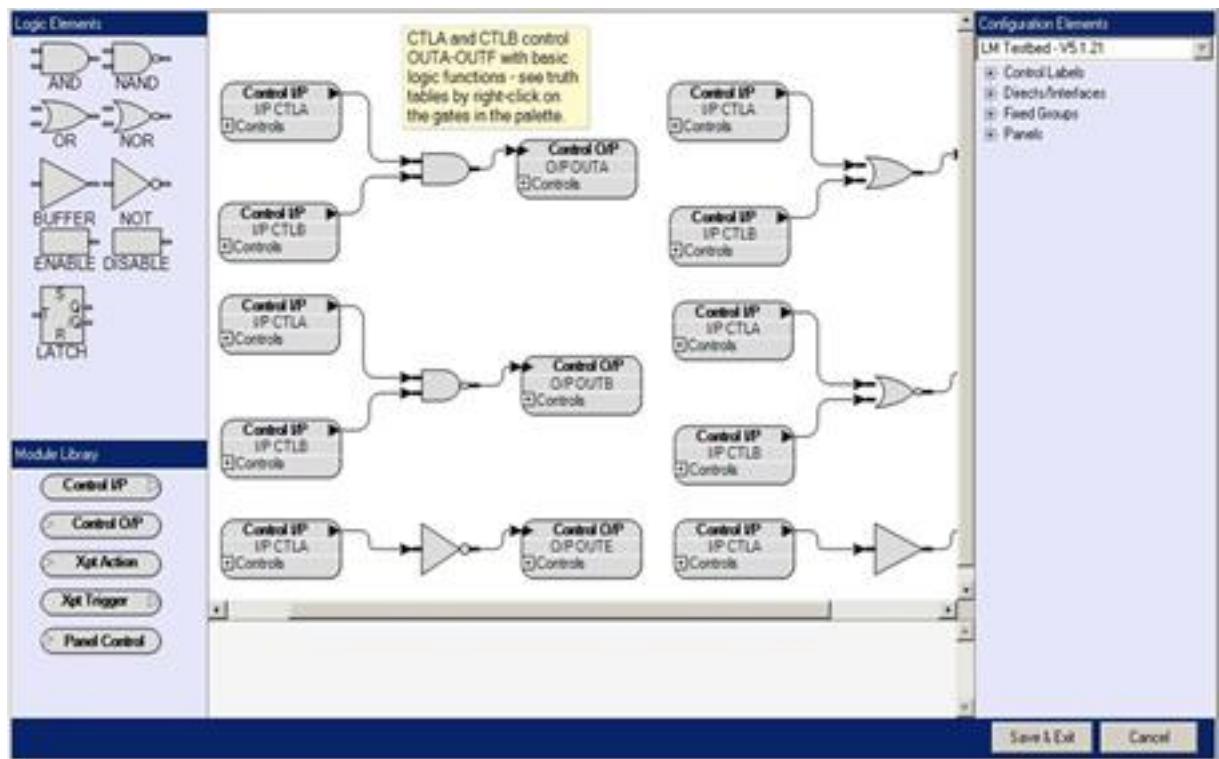 Logic Elements
AND NAND
OR NOR
BUFFER NOT
ENABLE DISABLE
S
T Q
Q
R
LATCH
Module Library
Control I/P
Control O/P
Xpt Action
Xpt Trigger
Panel Control
CTLA and CTLB control
OUTA-OUTF with basic
logic functions - see truth
tables by right-click on
the gates in the palette.
Control I/P
I/P CTLA
Controls
Control I/P
I/P CTLB
Controls
Control O/P
O/P OUTA
Controls
Control I/P
I/P CTLA
Controls
Control I/P
I/P CTLB
Controls
Control I/P
I/P CTLA
Controls
Control I/P
I/P CTLB
Controls
Control O/P
O/P OUTB
Controls
Control I/P
I/P CTLA
Controls
Control I/P
I/P CTLB
Controls
Control I/P
I/P CTLA
Controls
Control O/P
O/P OUTE
Controls
Control I/P
I/P CTLA
Controls
Configuration Elements
LM Testbed - V5.1.21
Control Labels
Directs/Interfaces
Fixed Groups
Panels
Save & Exit Cancel